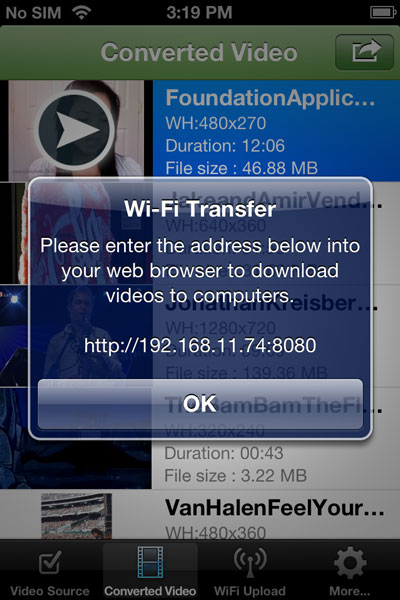 No SIM 3:19 PM
Converted Video
FoundationApplic...
WH:480x270
Duration: 12:06
File size : 46.88 MB
JakeandAmirVend...
WH:640x360
Wi-Fi Transfer
Please enter the address below into
your web browser to download
videos to computers.
http://192.168.11.74:8080
OK
JonathanKreisber...
WH:1280x720
File size : 139.36 MB
WH:320x240
Duration: 00:43
File size : 3.22 MB
VanHalenFeelYour...
WH:480x360
Video Source
Converted Video
WiFi Upload
More...